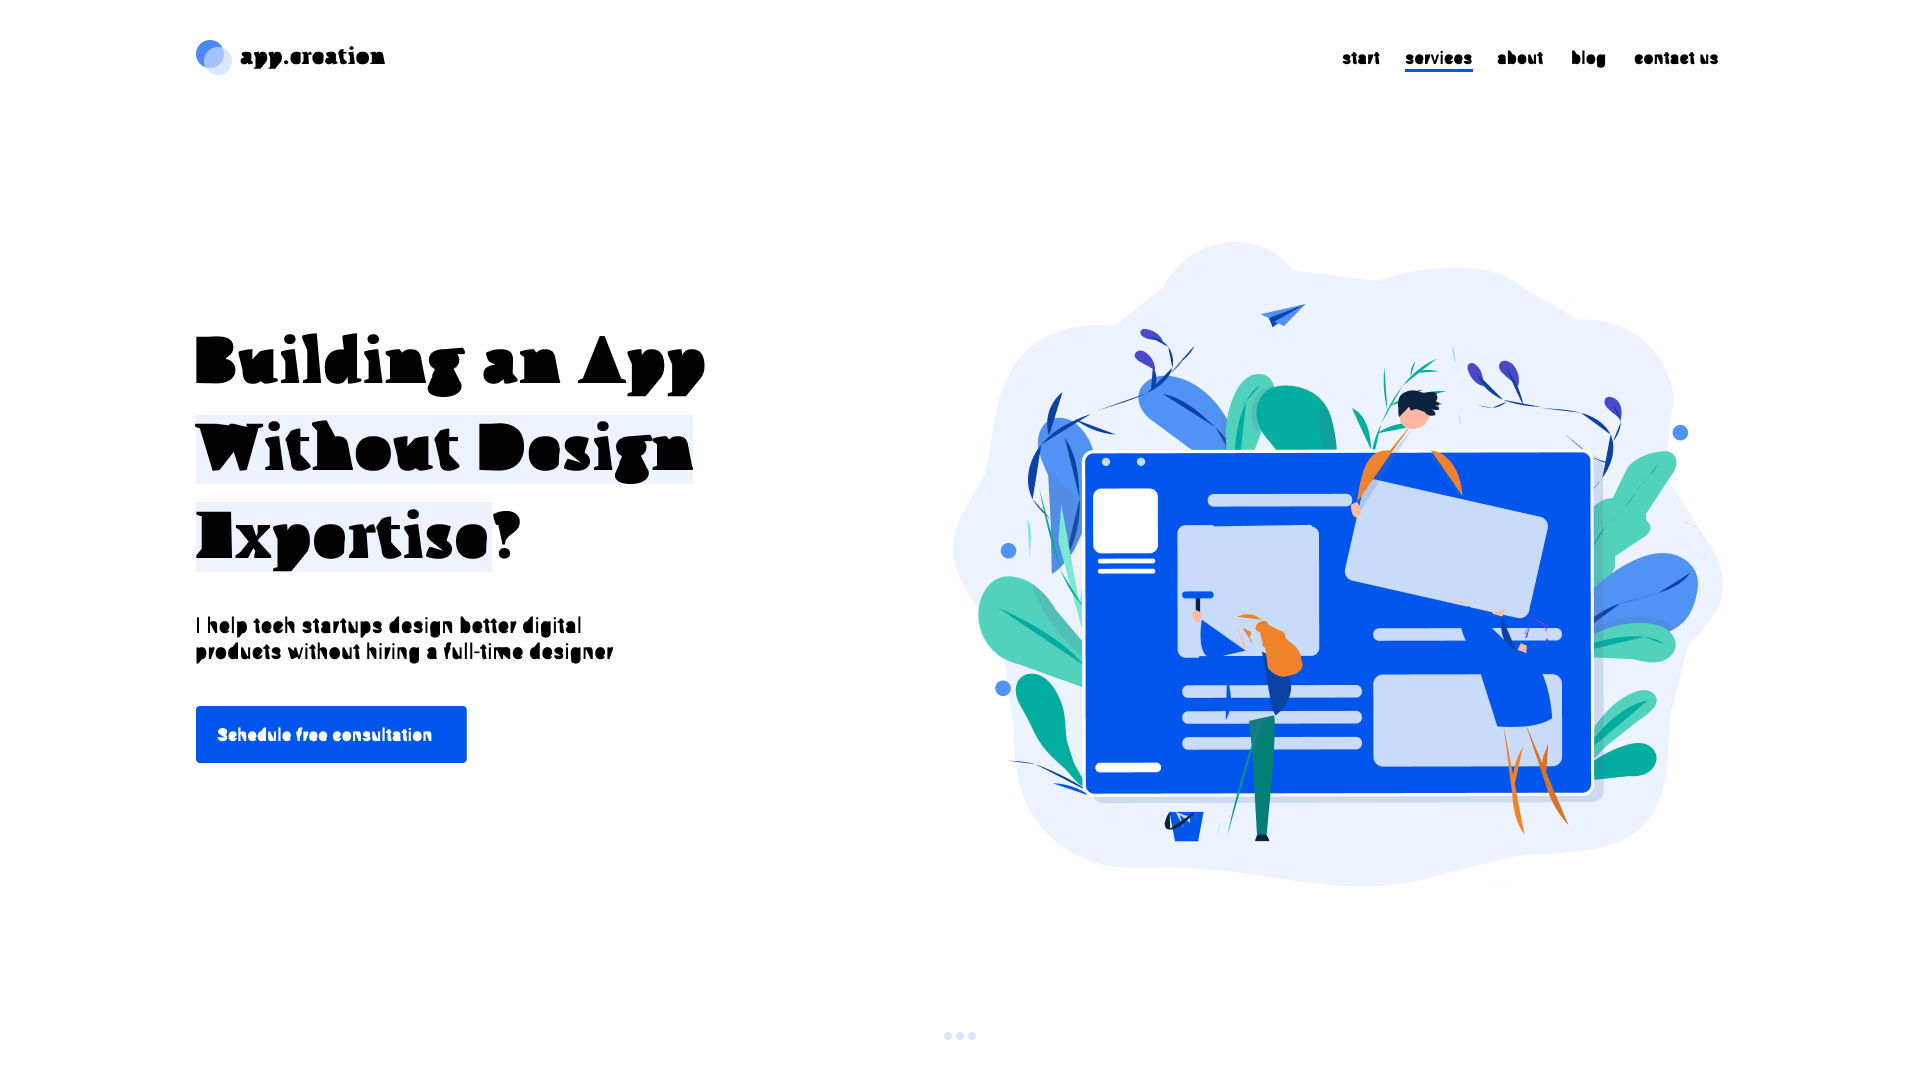 app.creation
start services about blog contact us
Building an App
Without Design
Expertise?
I help tech startups design better digital
products without hiring a full-time designer
Schedule free consultation